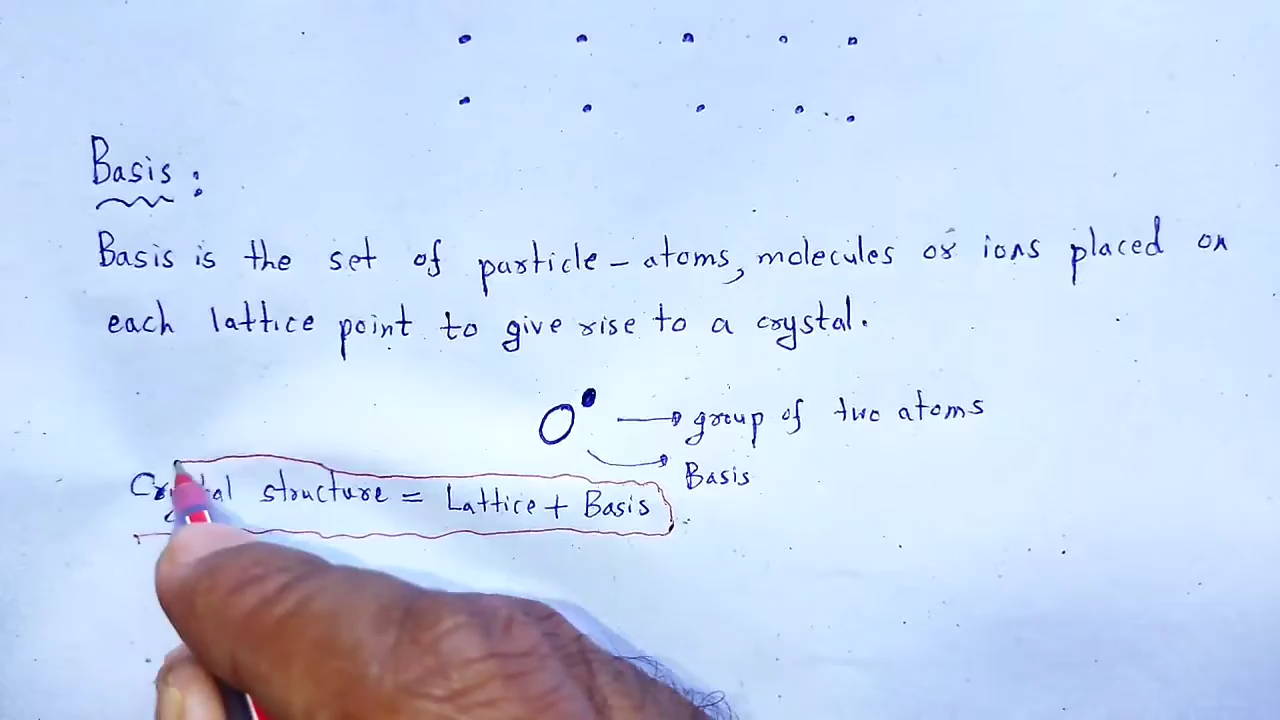 Basis :
Basis is the set of particle - atoms, molecules or ions placed on
each lattice point to give rise to a crystal.
→ group of two atoms
Basis
structure = Lattice + Basis